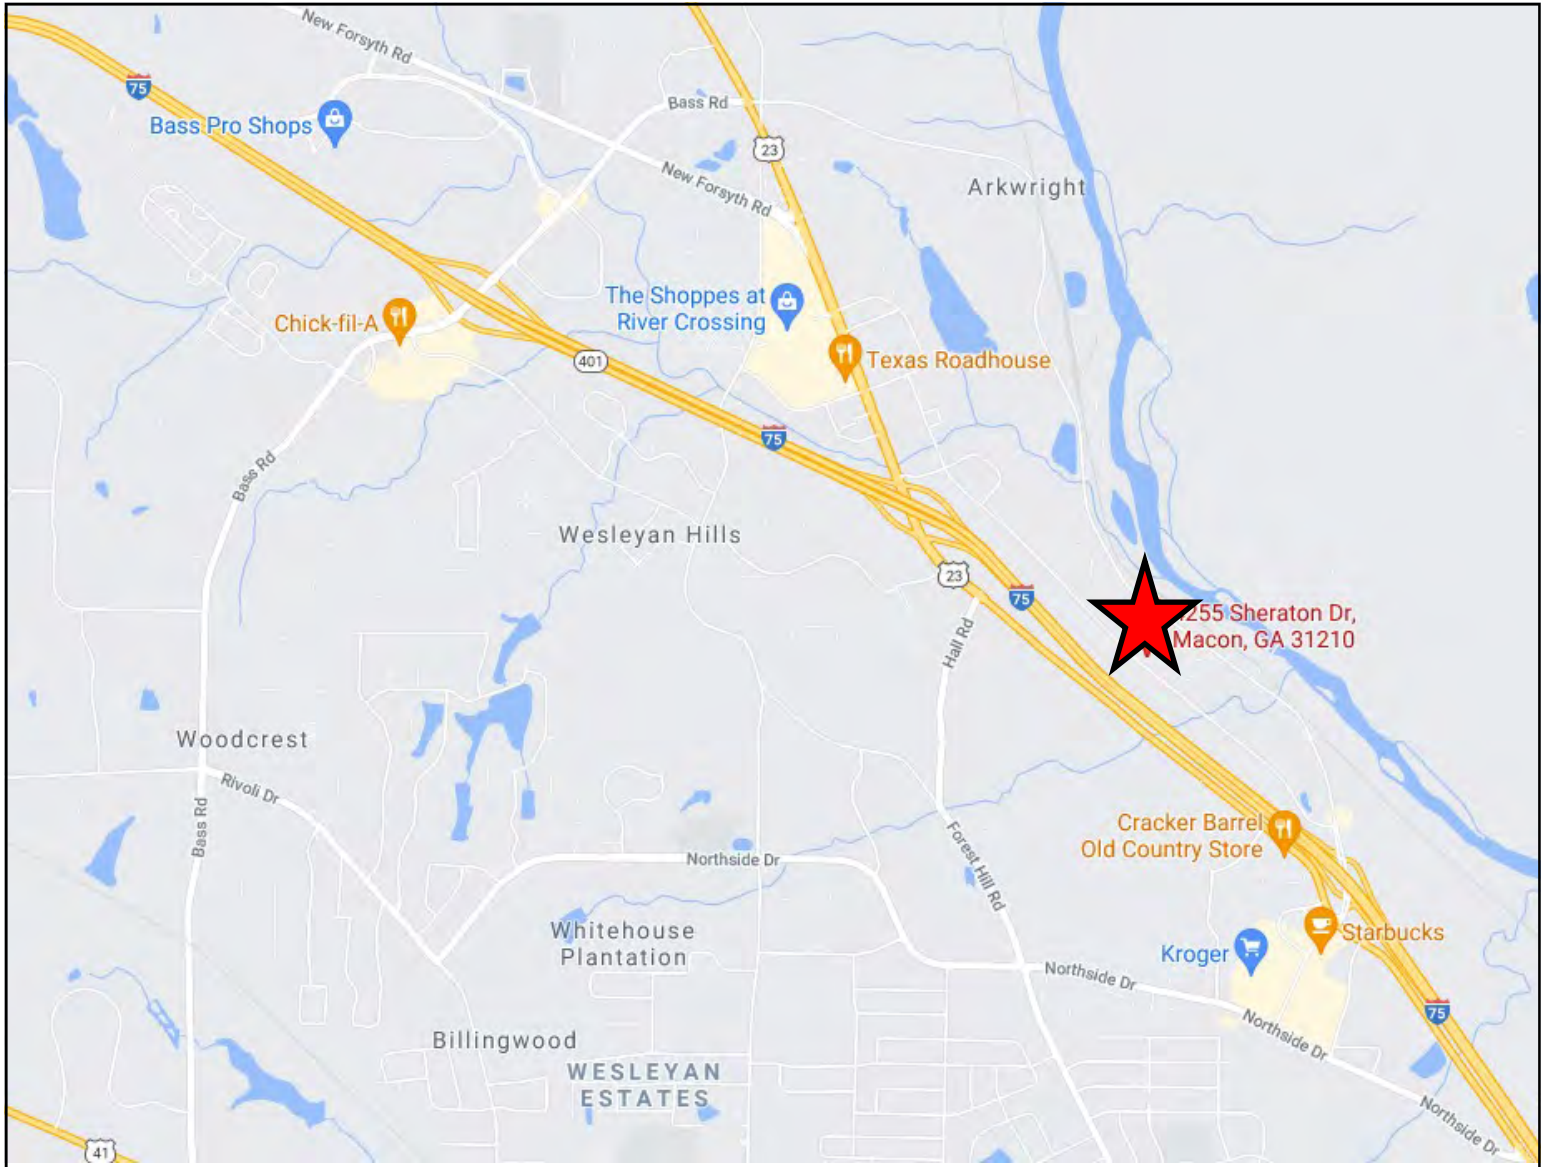 New Forsyth Rd
75
Bass Pro Shops
Bass Rd
23
New Forsyth Rd
Arkwright
The Shoppes at
River Crossing
Chick-fil-A
401
Texas Roadhouse
75
Bass Rd
Wesleyan Hills
23
75
255 Sheraton Dr,
Macon, GA 31210
Hall Rd
Woodcrest
Rivoli Dr
Bass Rd
Cracker Barrel
Old Country Store
Northside Dr
Forest Hill Rd
Whitehouse
Plantation
Starbucks
Kroger
Northside Dr
75
Northside Dr
Billingwood
WESLEYAN
ESTATES
Northside Dr
41